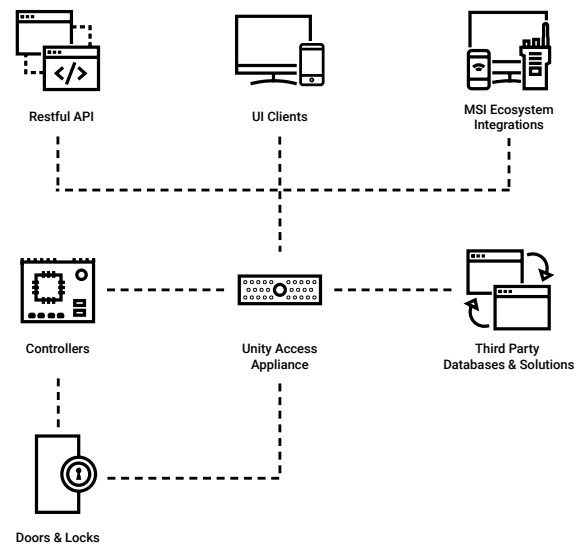 Restful API
UI Clients
MSI Ecosystem
Integrations
Controllers
Unity Access
Appliance
Third Party
Databases & Solutions
Doors & Locks